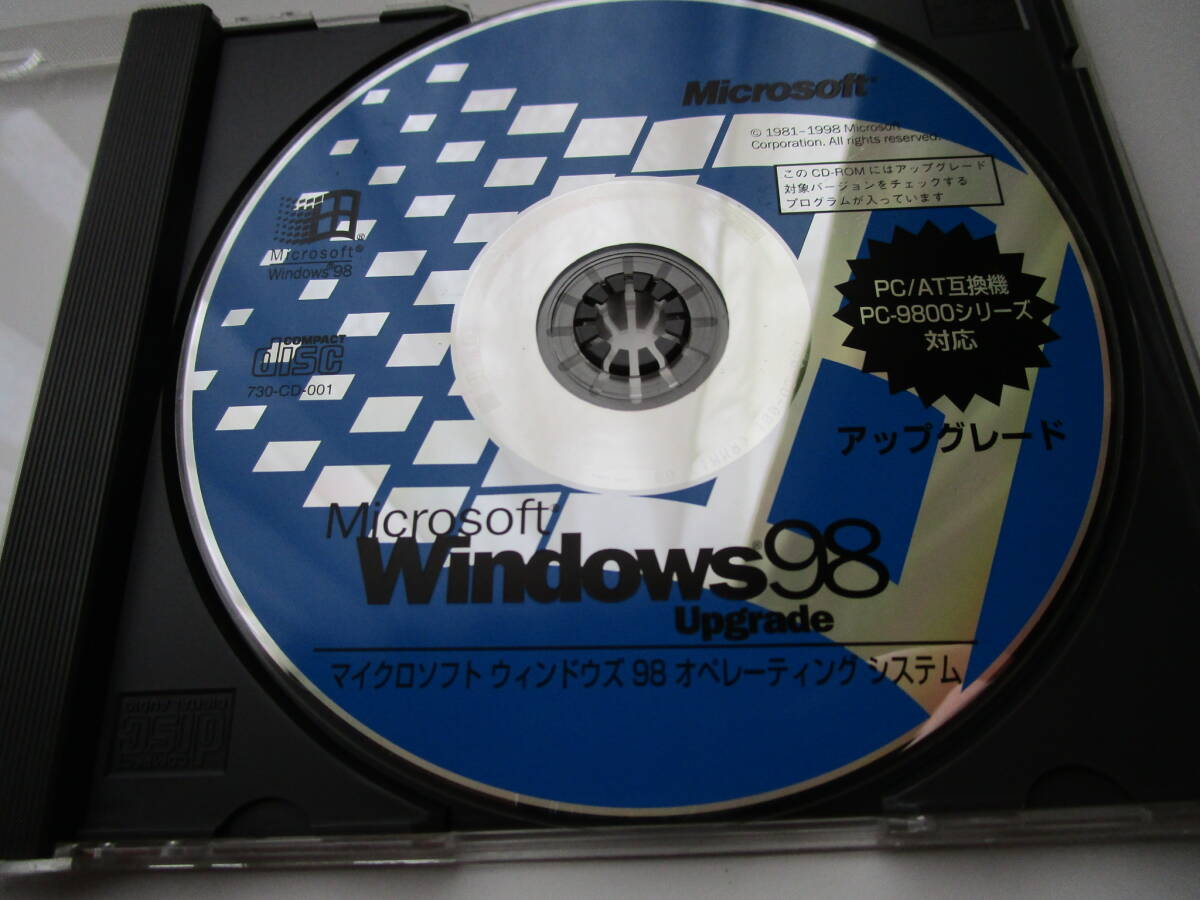 Microsoft
© 1981-1998 Microsoft
Corporation. All rights reserved.
このCD-ROMにはアップグレード
対象バージョンをチェックする
プログラムが入っています
Microsoft®
Windows®98
COMPACT
disc
730-CD-001
PC/AT互換機
PC-9800シリーズ
対応
アップグレード
Microsoft®
Windows®98
Upgrade
マイクロソフト ウィンドウズ 98 オペレーティング システム